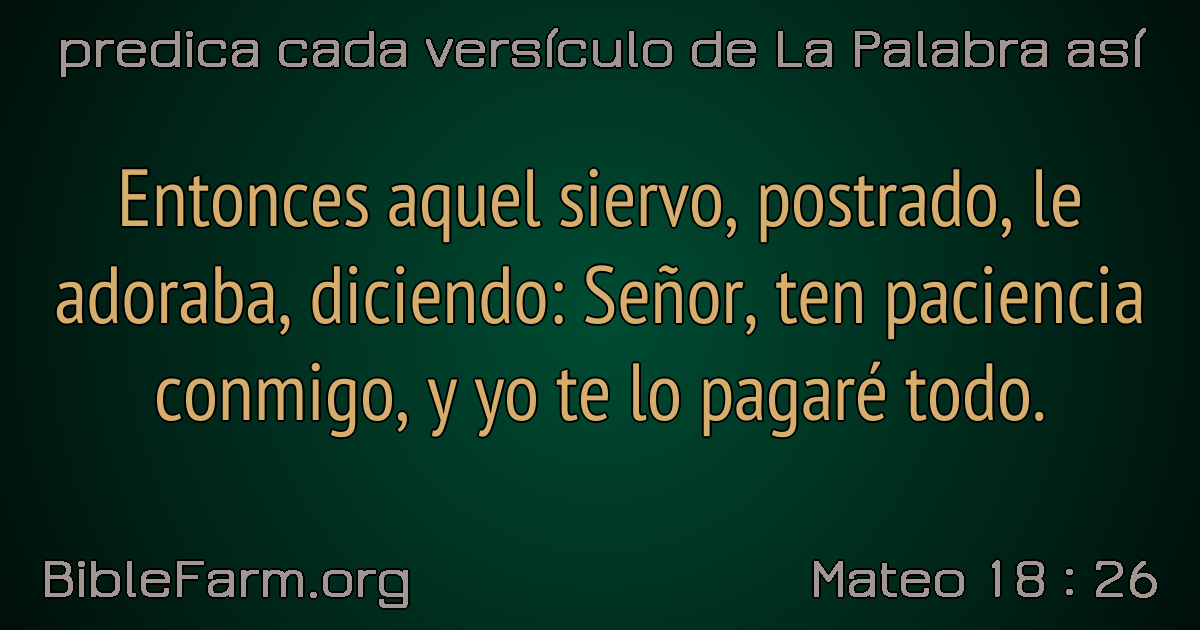 predica cada versículo de La Palabra así
Entonces aquel siervo, postrado, le
adoraba, diciendo: Señor, ten paciencia
conmigo, y yo te lo pagaré todo.
BibleFarm.org
Mateo 18 : 26